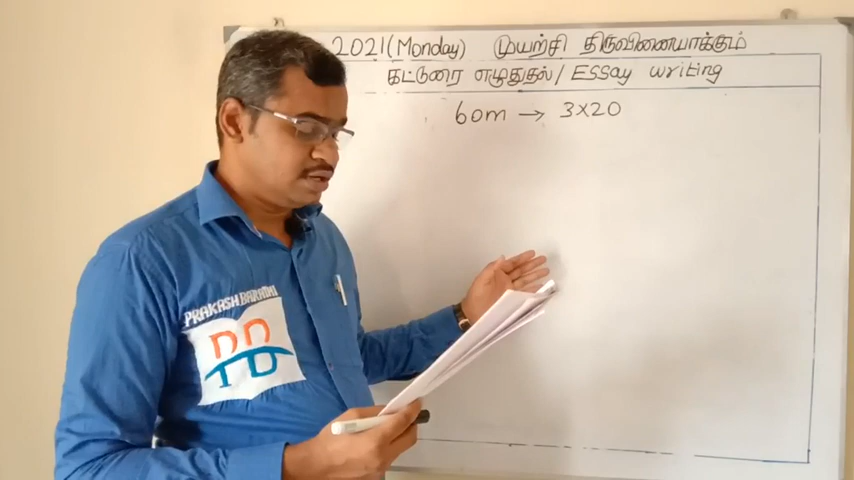 2021(Monday) முயற்சி திருவினையாக்கும்
கட்டுரை எழுதுதல் / Essay writing
60m → 3x20
PRAKASH BARATHI